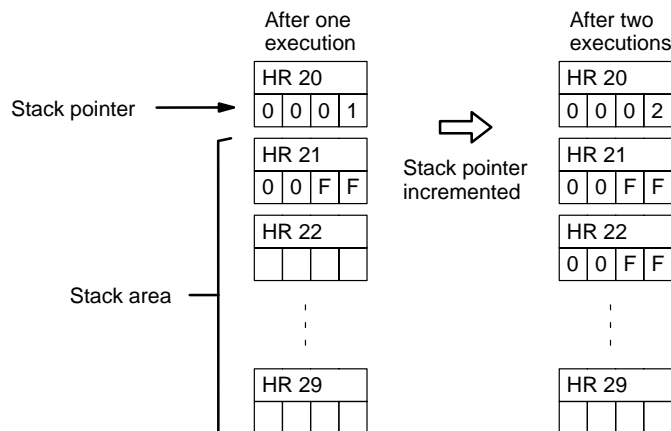 After one
execution
After two
executions
HR 20
HR 20
Stack pointer
0 0 0 1
0 0 0 2
HR 21
HR 21
0 0 F F
Stack pointer
incremented
0 0 F F
HR 22
HR 22
0 0 F F
Stack area
HR 29
HR 29